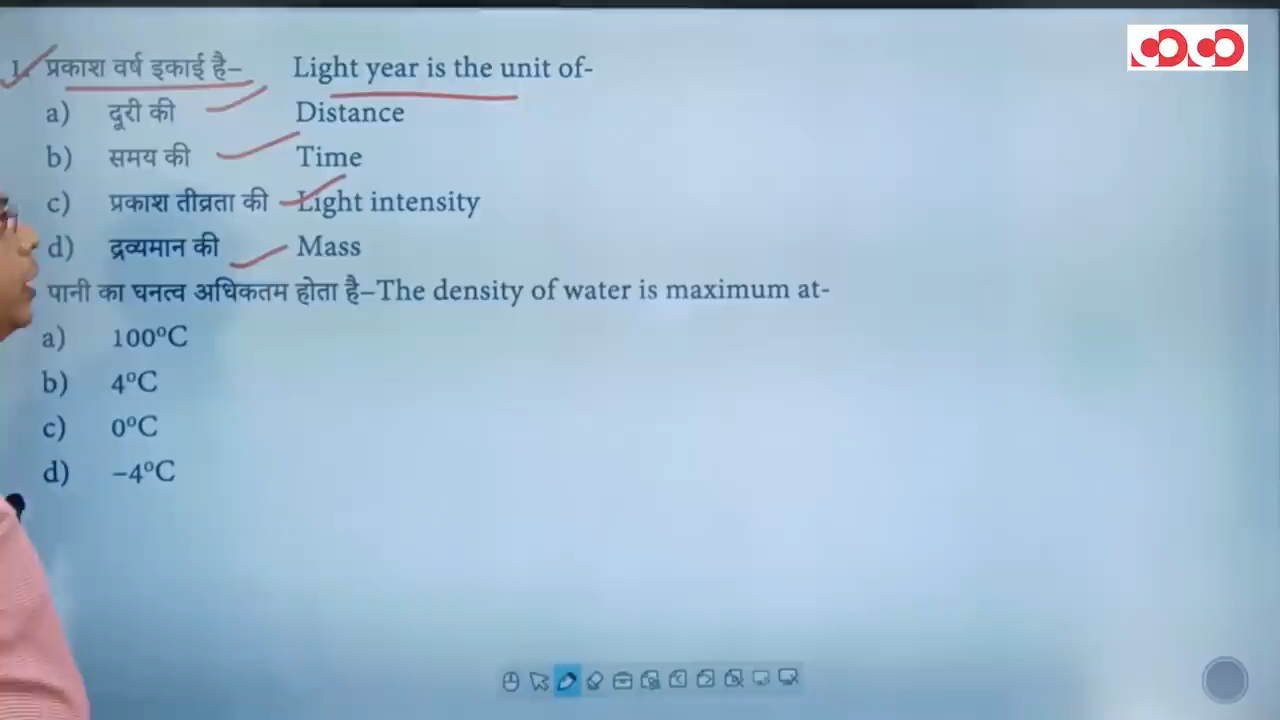 1. प्रकाश वर्ष इकाई है– Light year is the unit of-
a) दूरी की Distance
b) समय की Time
c) प्रकाश तीव्रता की Light intensity
d) द्रव्यमान की Mass
पानी का घनत्व अधिकतम होता है–The density of water is maximum at-
a) 100°C
b) 4°C
c) 0°C
d) –4°C